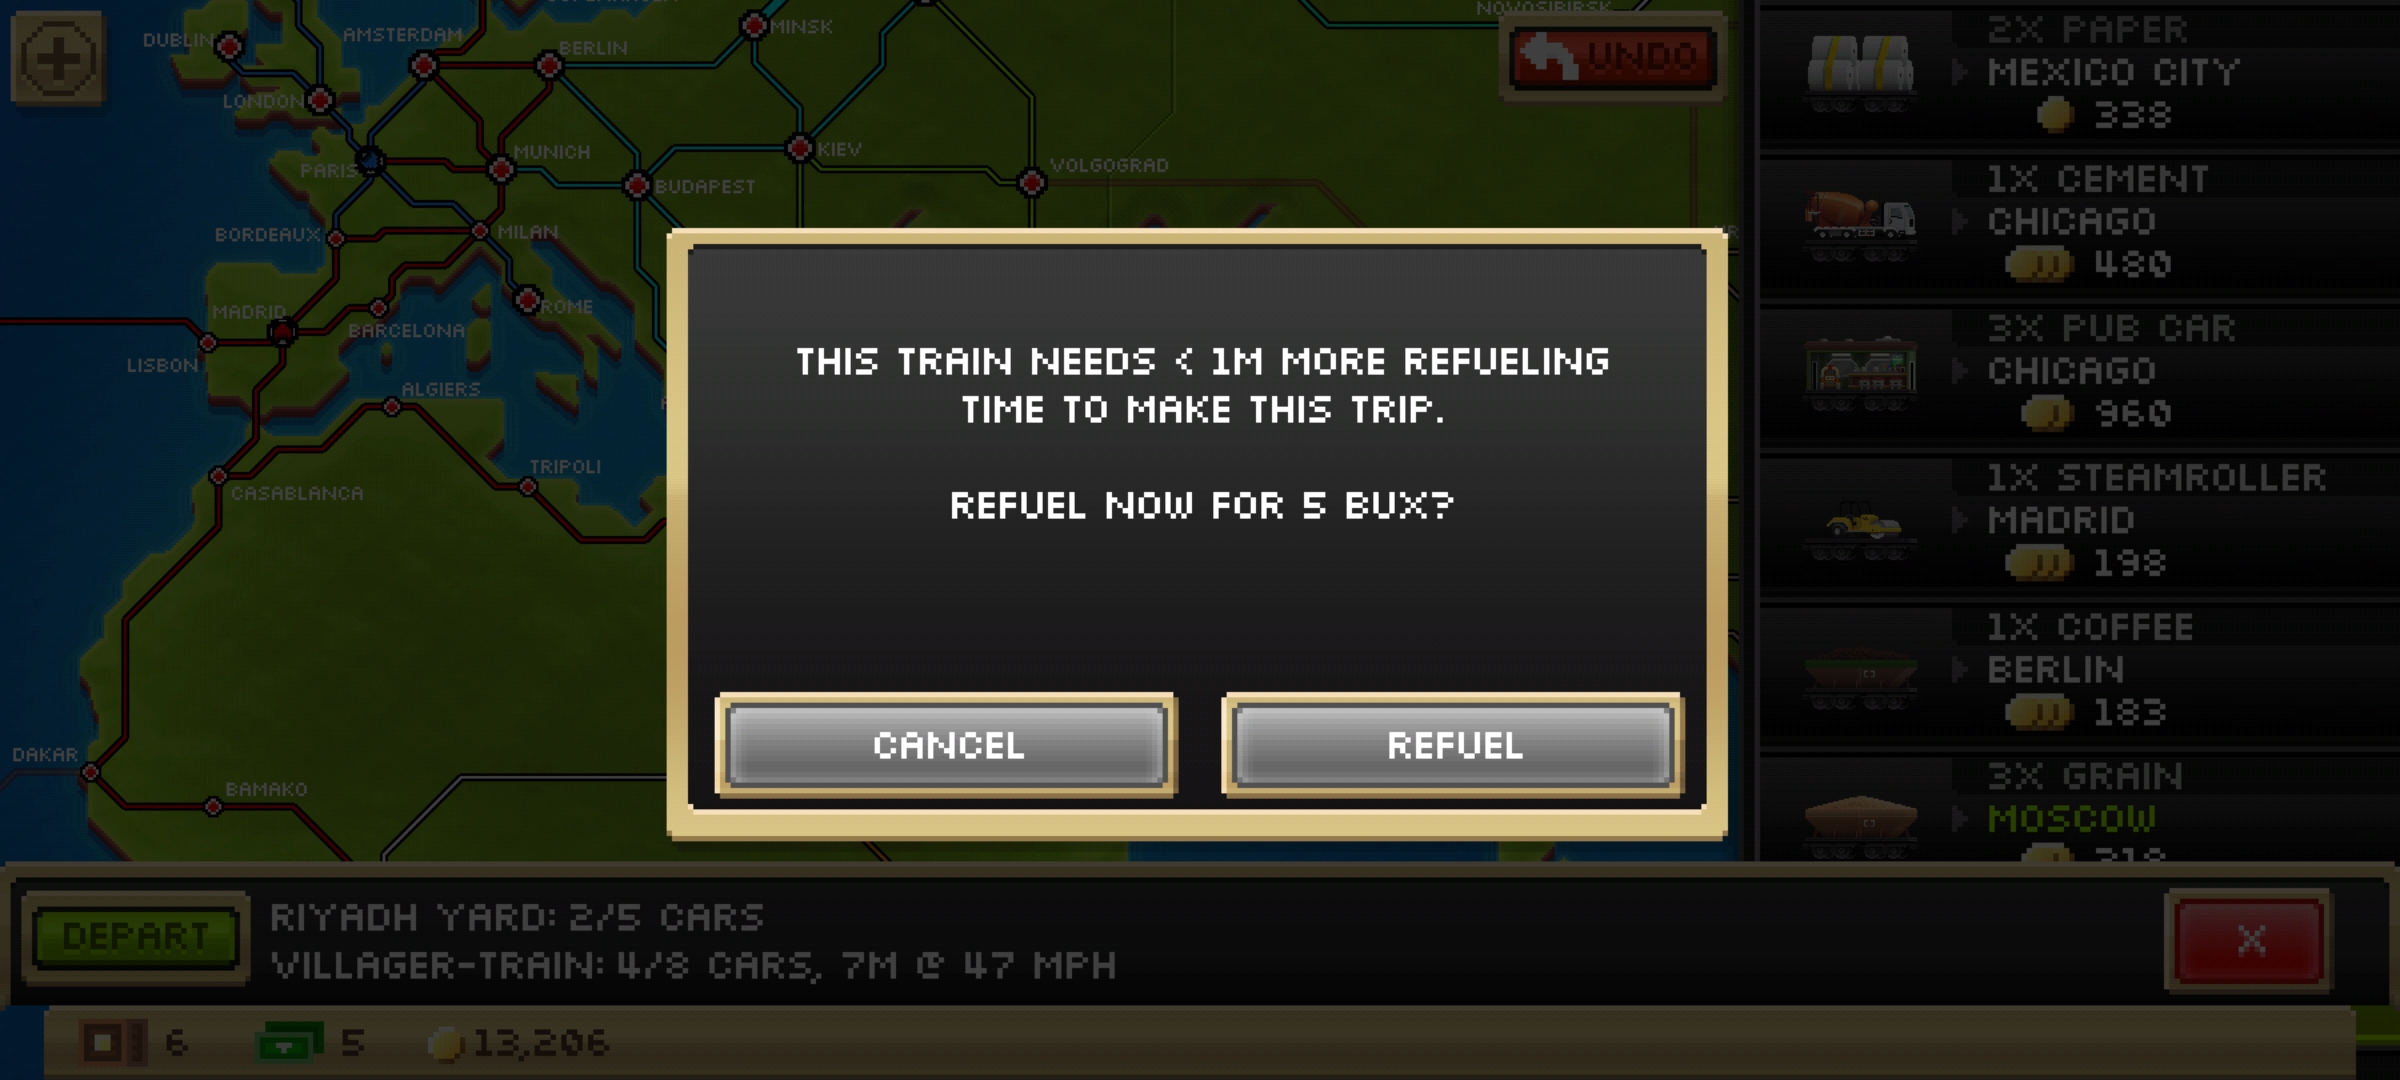 COPENHAGEN
NOVOSIBIRSK
DUBLIN
AMSTERDAM
BERLIN
MINSK
UNDO
LONDON
PARIS
MUNICH
KIEV
VOLGOGRAD
BUDAPEST
BORDEAUX
MILAN
MADRID
ROME
BARCELONA
LISBON
ALGIERS
TRIPOLI
CASABLANCA
DAKAR
BAMAKO
THIS TRAIN NEEDS < 1M MORE REFUELING
TIME TO MAKE THIS TRIP.
REFUEL NOW FOR 5 BUX?
CANCEL
REFUEL
2X PAPER
MEXICO CITY
338
1X CEMENT
CHICAGO
480
3X PUB CAR
CHICAGO
960
1X STEAMROLLER
MADRID
198
1X COFFEE
BERLIN
183
3X GRAIN
MOSCOW
DEPART
RIYADH YARD: 2/5 CARS
VILLAGER-TRAIN: 4/8 CARS, 7M @ 47 MPH
X
6
5
13,206